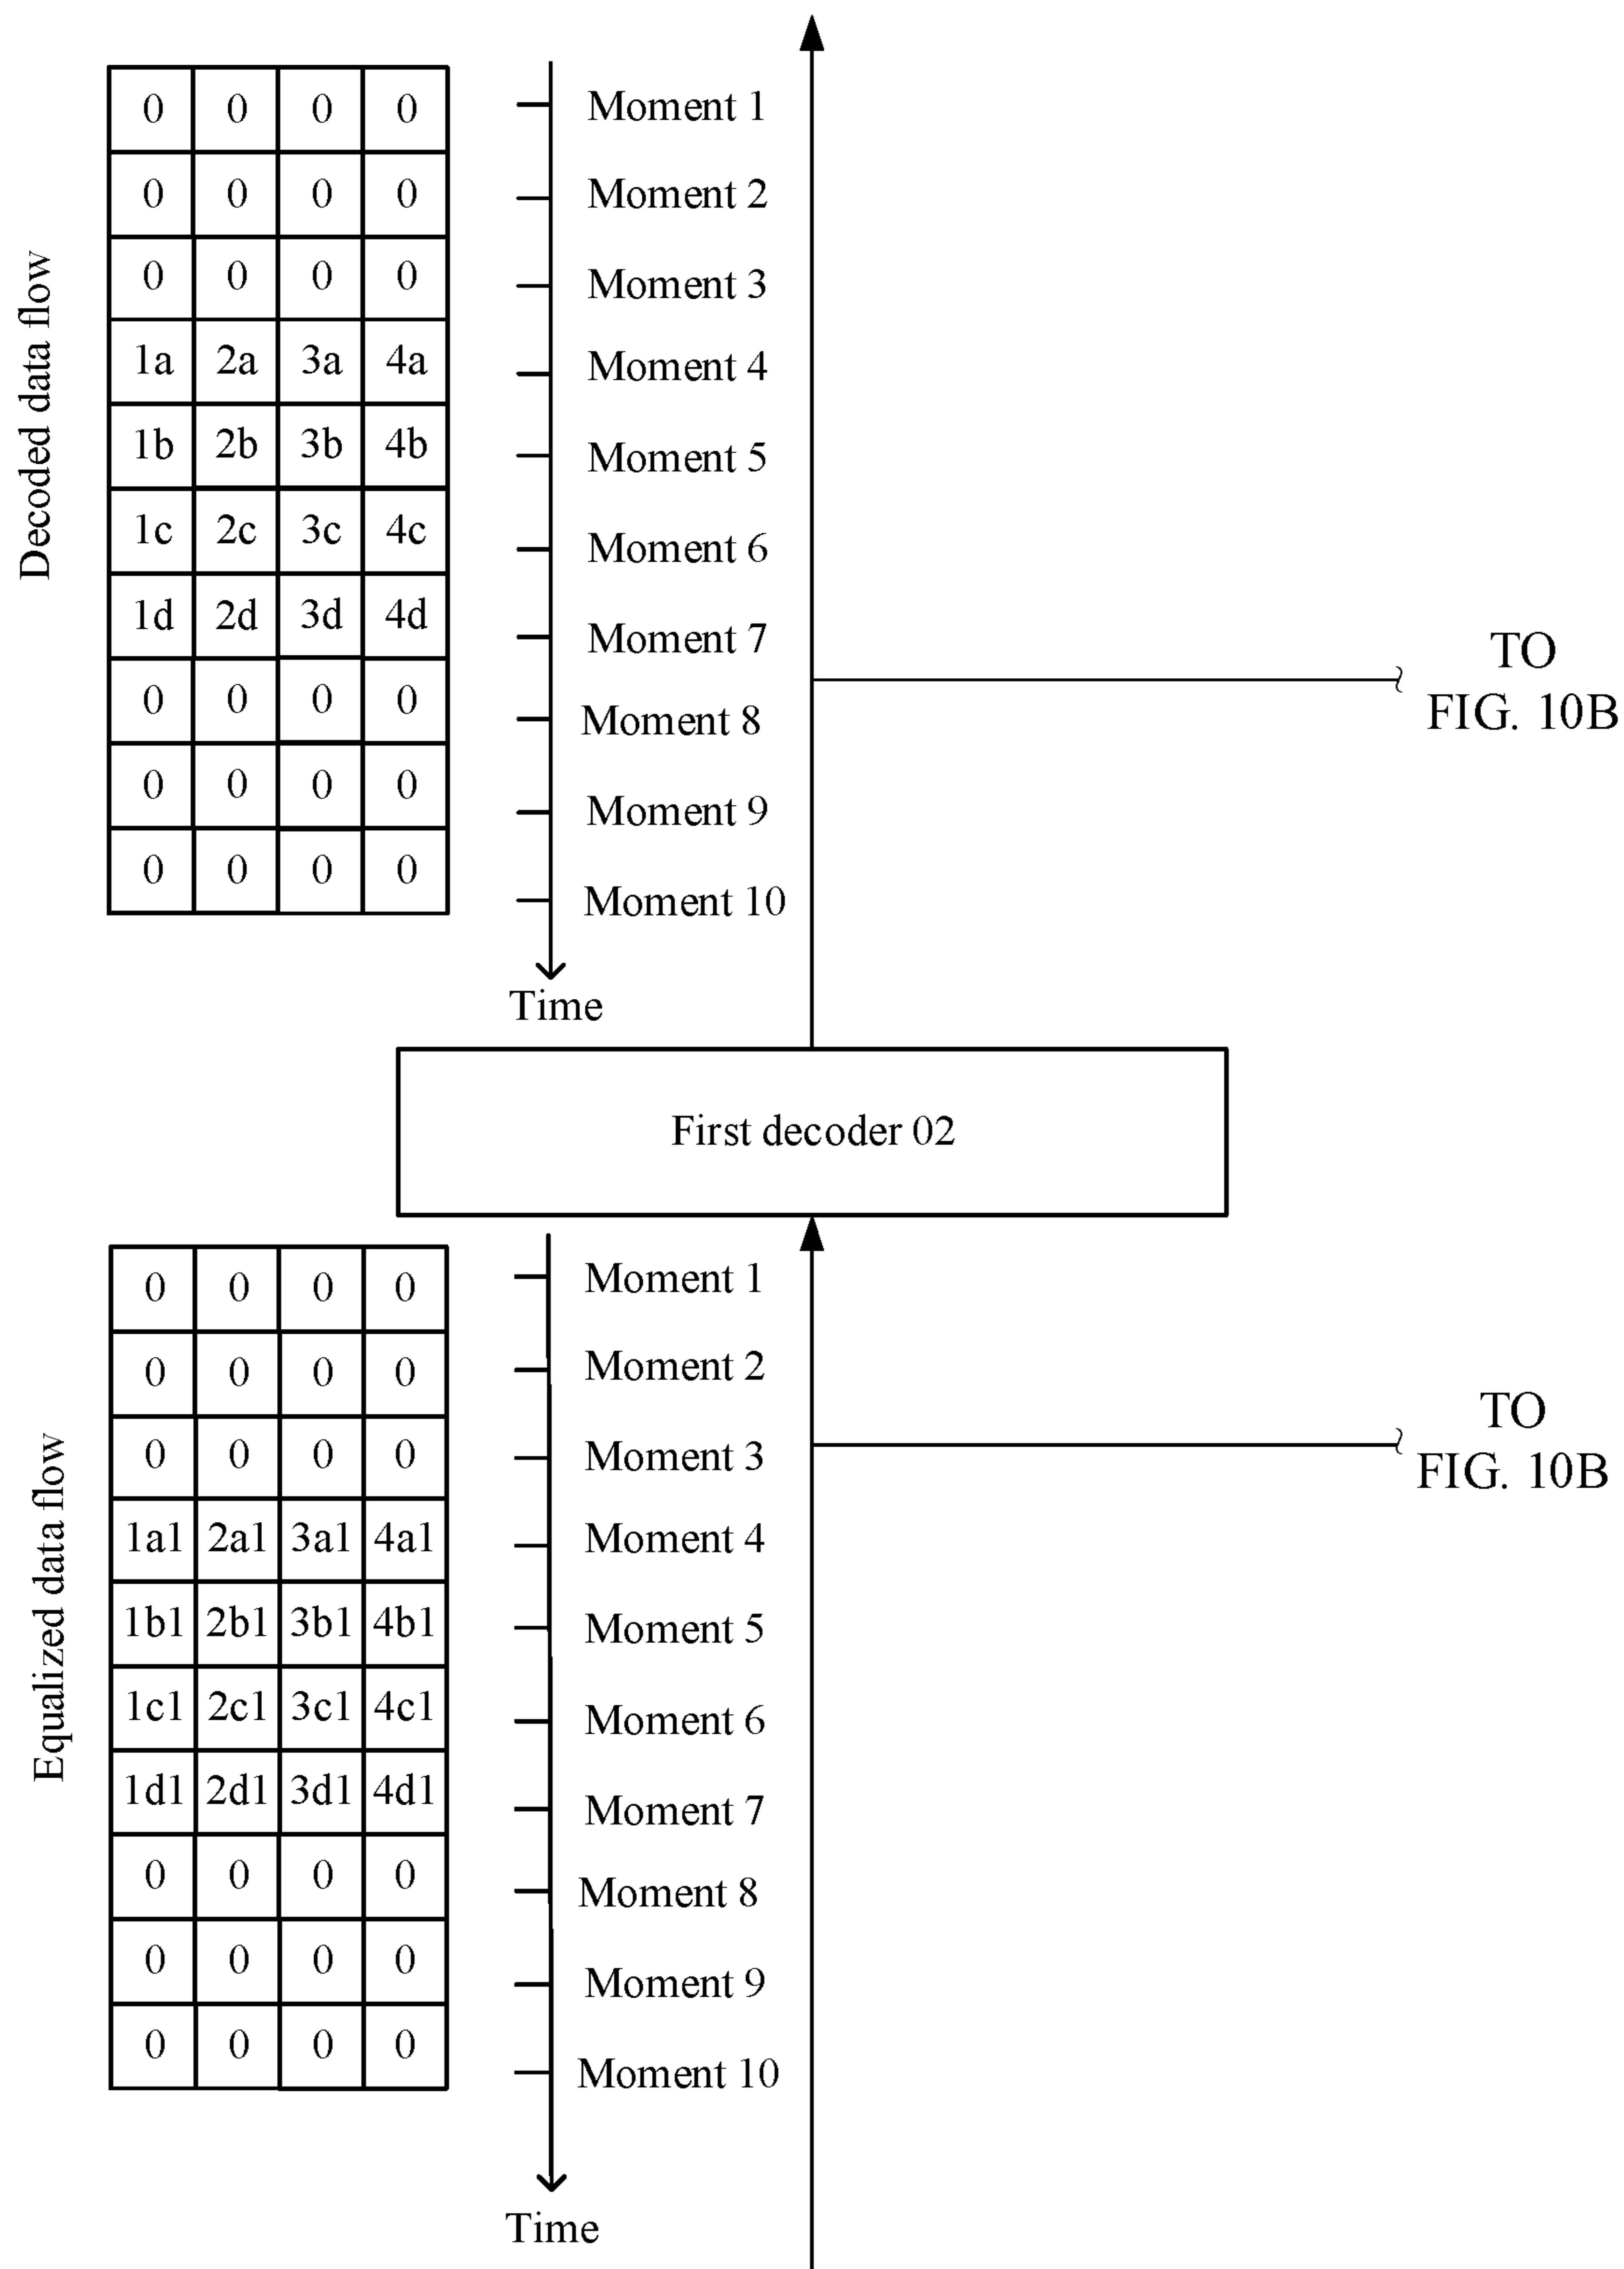 Decoded data flow
0 0 0 0 Moment 1
0 0 0 0 Moment 2
0 0 0 0 Moment 3
1a 2a 3a 4a Moment 4
1b 2b 3b 4b Moment 5
1c 2c 3c 4c Moment 6
1d 2d 3d 4d Moment 7
0 0 0 0 Moment 8
0 0 0 0 Moment 9
0 0 0 0 Moment 10
Time
TO
FIG. 10B
First decoder 02
Equalized data flow
0 0 0 0 Moment 1
0 0 0 0 Moment 2
0 0 0 0 Moment 3
1a1 2a1 3a1 4a1 Moment 4
1b1 2b1 3b1 4b1 Moment 5
1c1 2c1 3c1 4c1 Moment 6
1d1 2d1 3d1 4d1 Moment 7
0 0 0 0 Moment 8
0 0 0 0 Moment 9
0 0 0 0 Moment 10
Time
TO
FIG. 10B